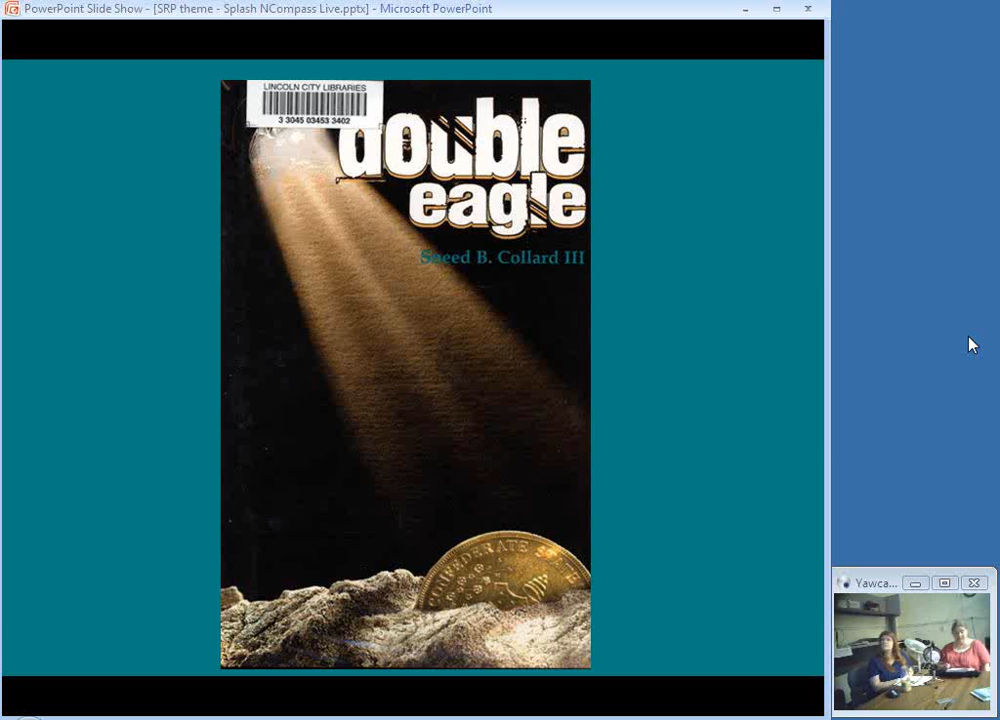 PowerPoint Slide Show - [SRP theme - Splash NCompass Live.pptx] - Microsoft PowerPoint
LINCOLN CITY LIBRARIES
3 3045 03453 3402
double
eagle
Sneed B. Collard III
CONFEDERATE STATE
Yawca...